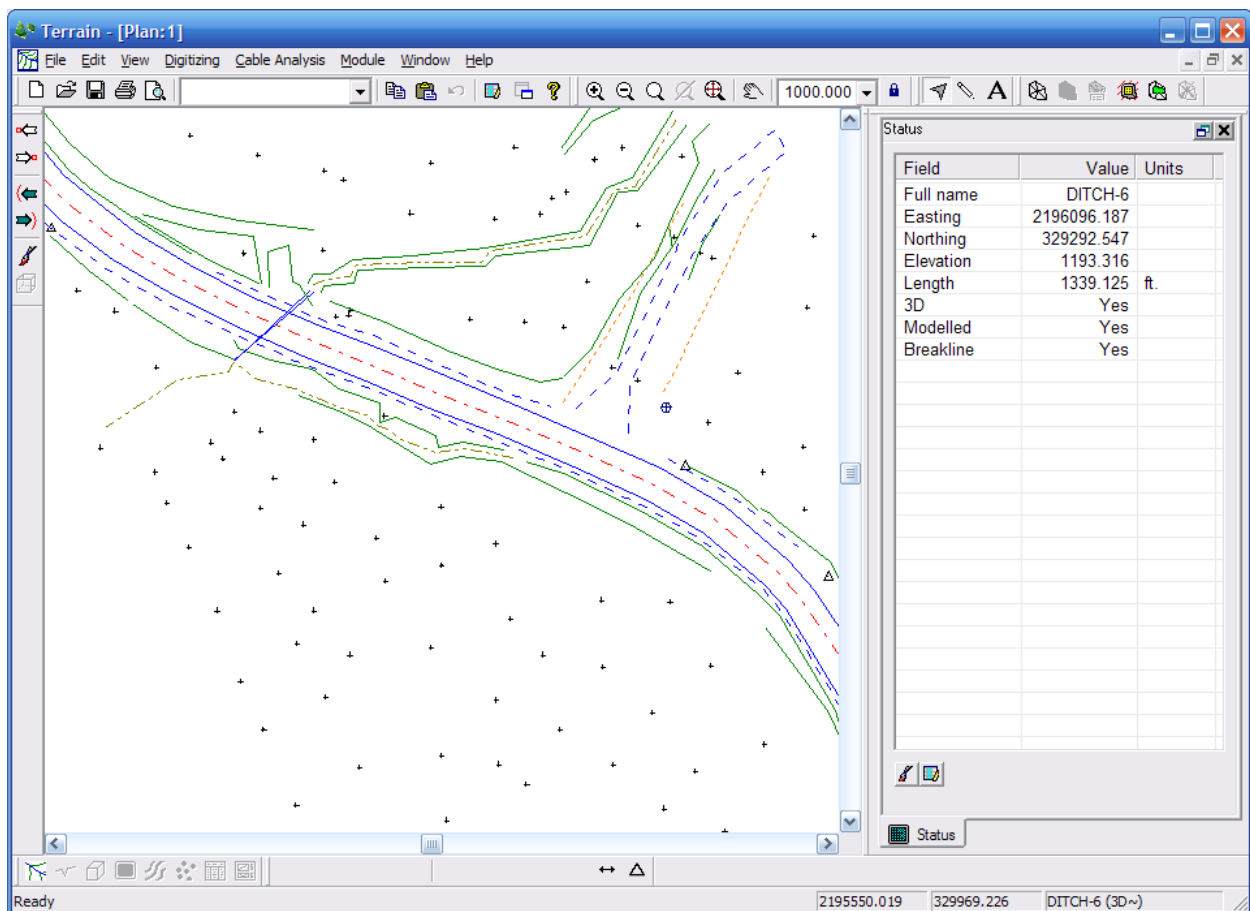 Terrain - [Plan:1]
File Edit View Digitizing Cable Analysis Module Window Help
1000.000 A
Status
Field Value Units
Full name DITCH-6
Easting 2196096.187
Northing 329292.547
Elevation 1193.316
Length 1339.125 ft.
3D Yes
Modelled Yes
Breakline Yes
Status
Ready 2195550.019 329969.226 DITCH-6 (3D~)